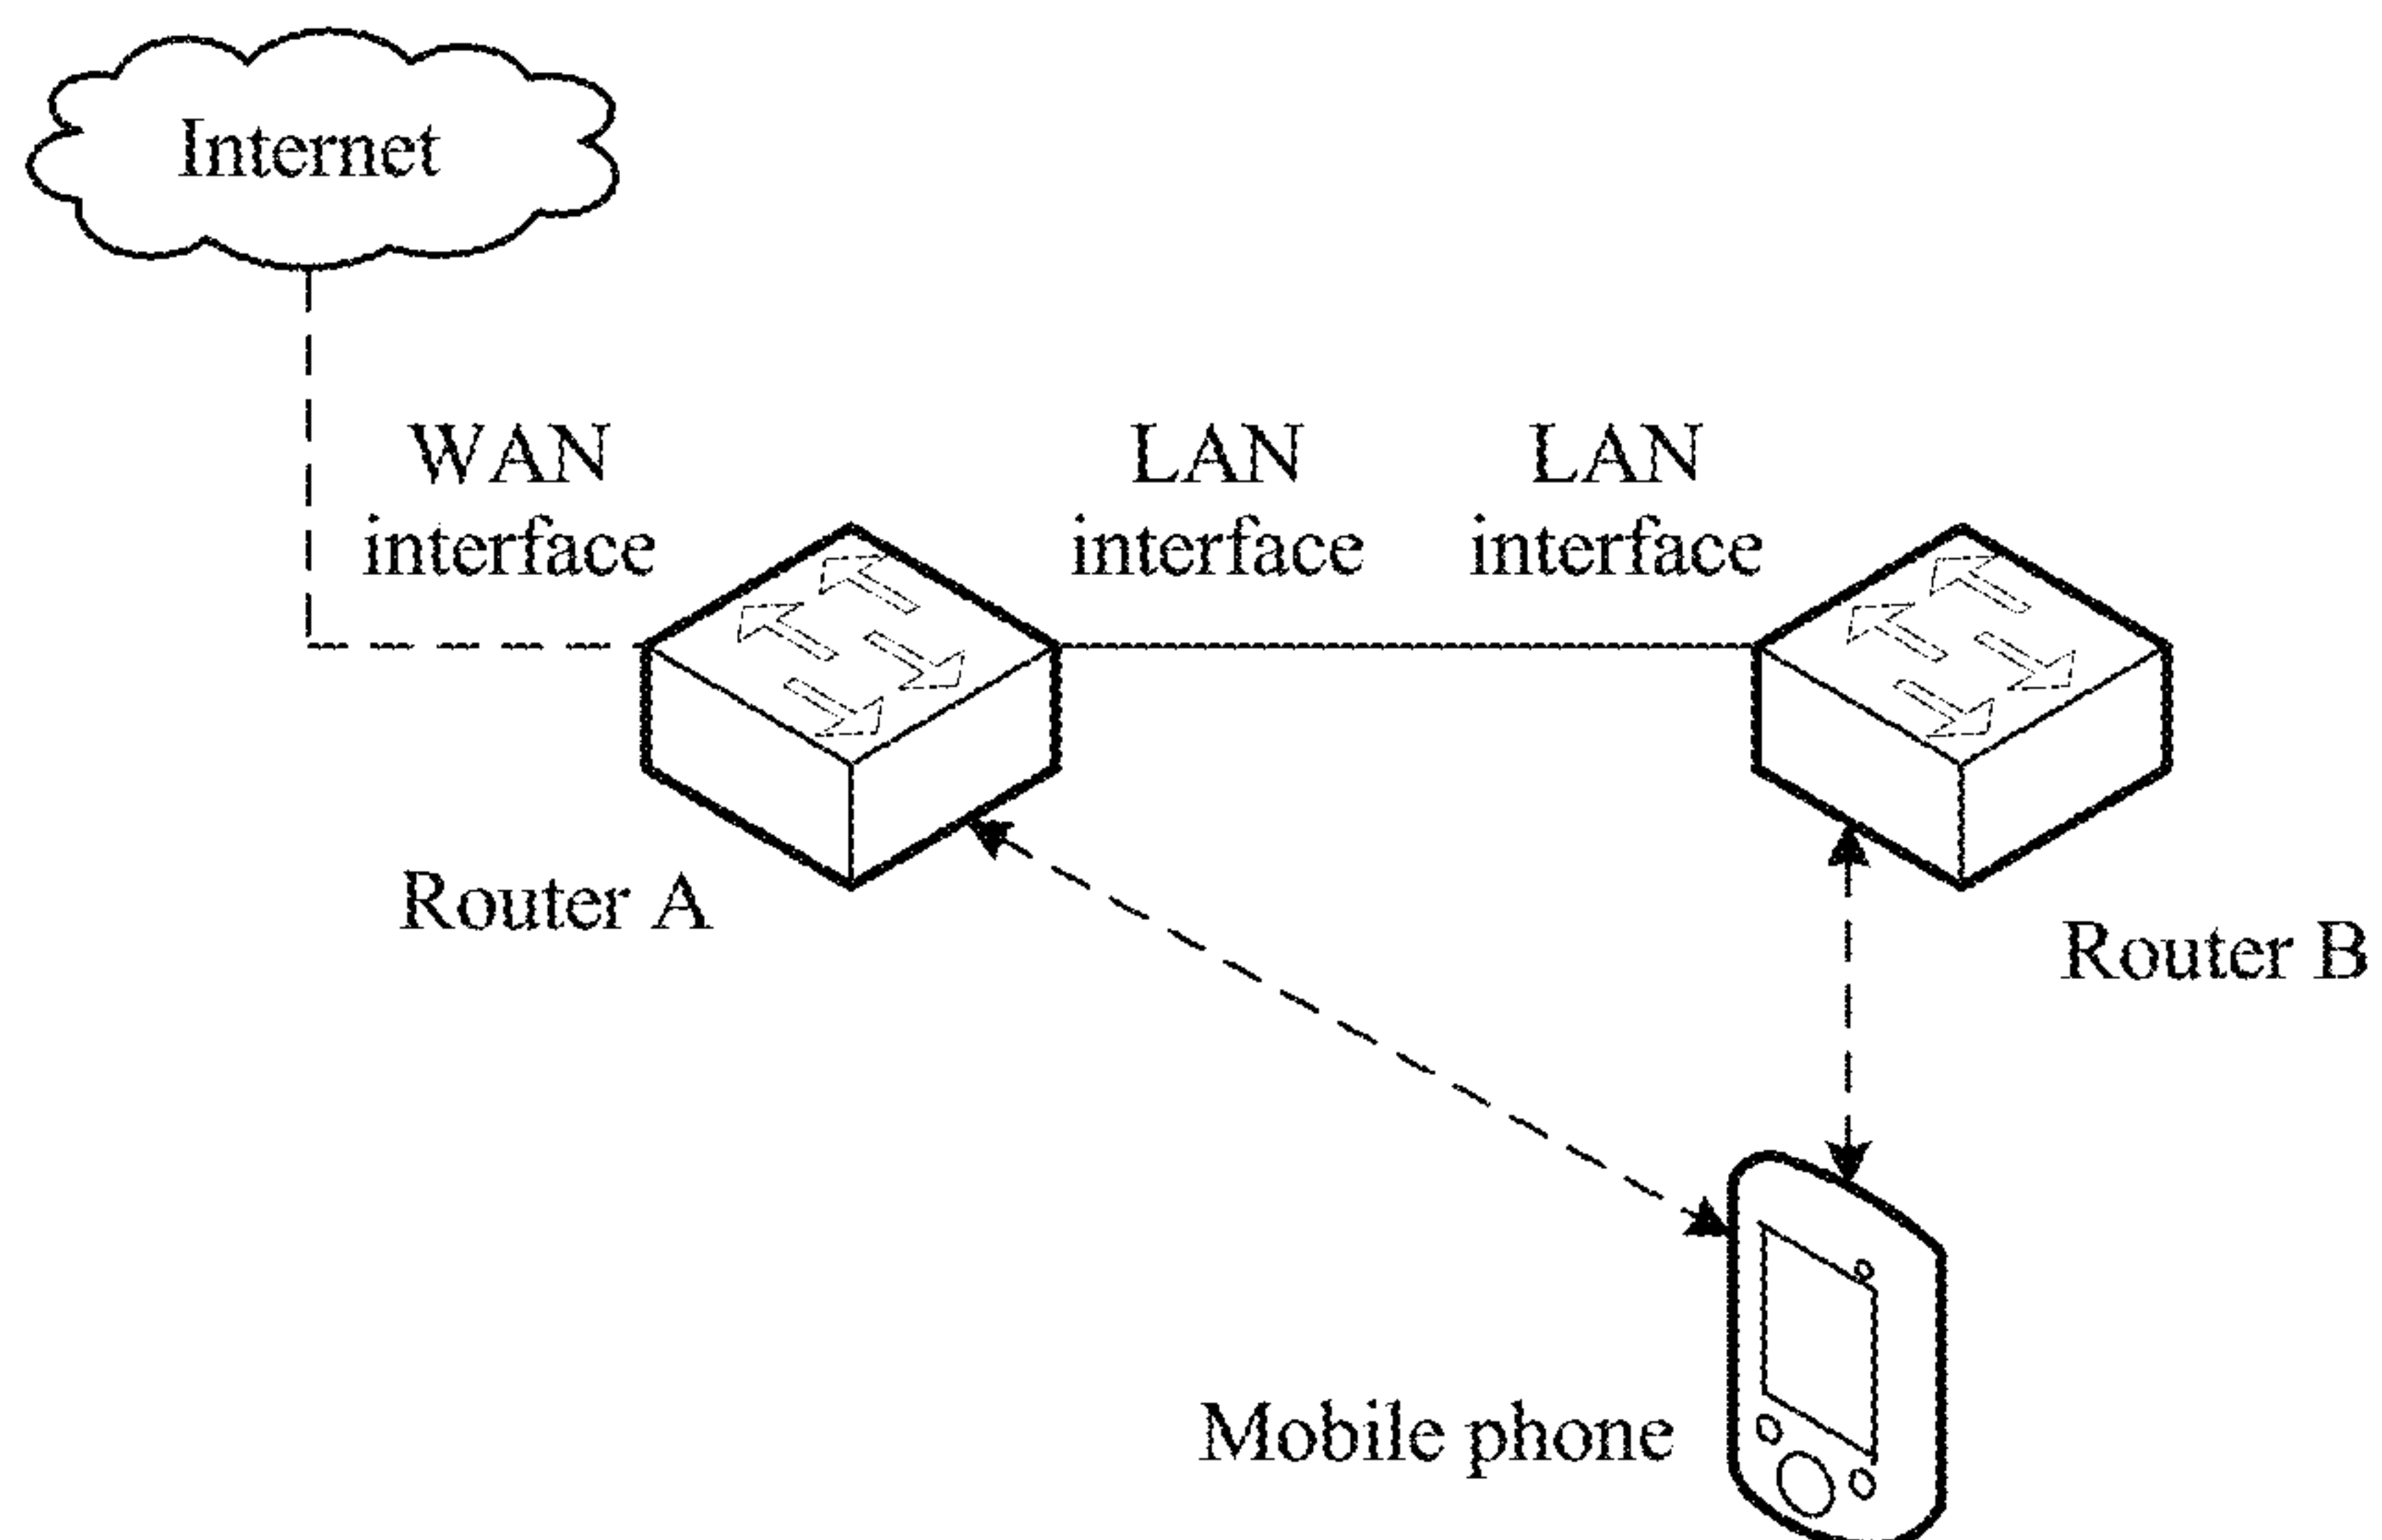 Internet
WAN
interface
LAN
interface
LAN
interface
Router A
Router B
Mobile phone